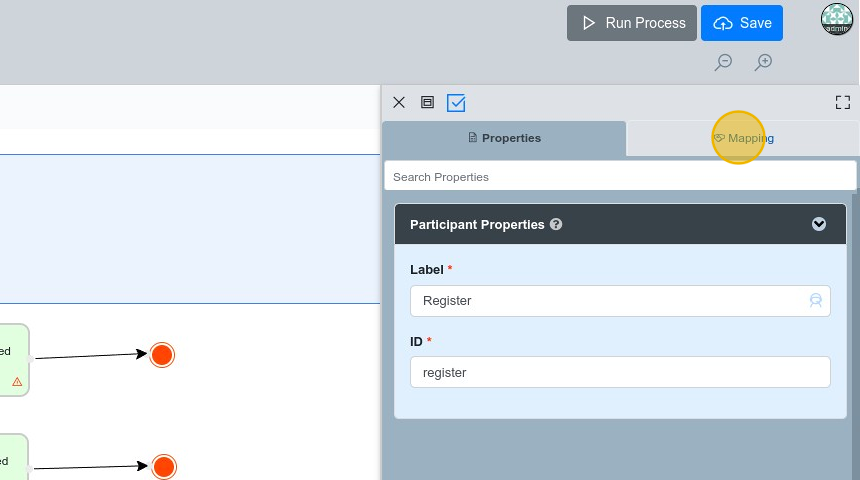 Run Process
Save
admin
Properties
Mapping
Search Properties
Participant Properties
Label *
Register
ID *
register
ed
ed